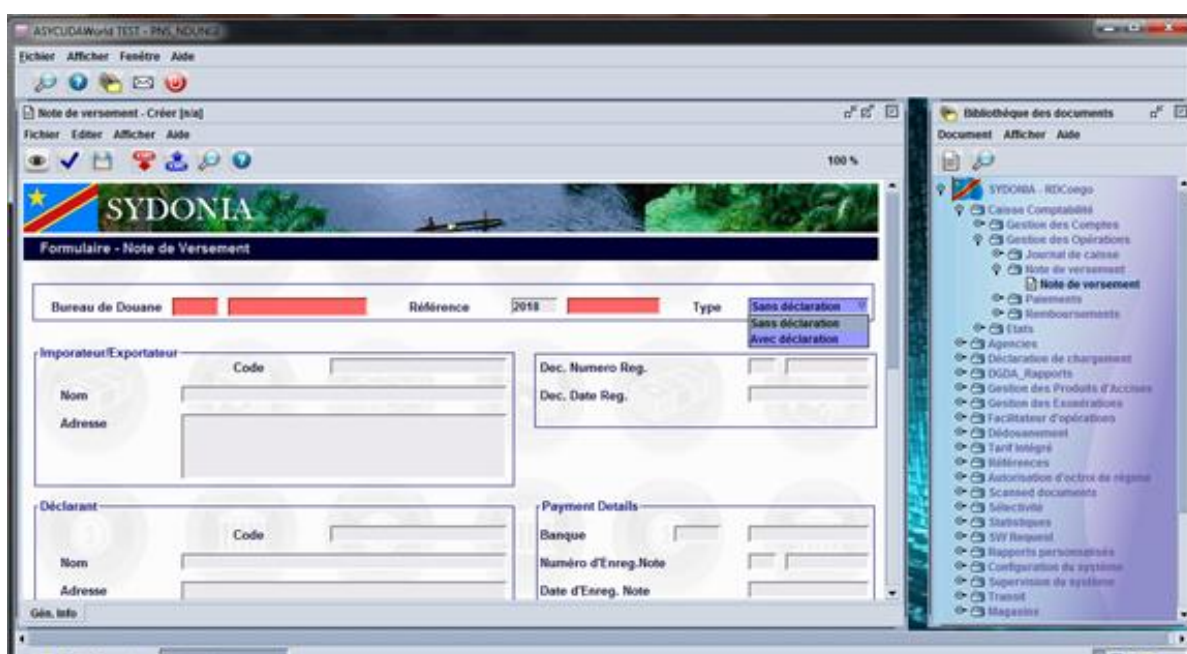 ASYCUDAWorld TEST -
Fichier Afficher Fenêtre Aide
Note de versement - Créer [n/a]
Fichier Editer Afficher Aide
100 %
SYDONIA
Formulaire - Note de Versement
Bureau de Douane Référence 2018 Type Sans déclaration
Sans déclaration
Avec déclaration
Imporateur/Exportateur
Code
Nom
Adresse
Dec. Numero Reg.
Dec. Date Reg.
Déclarant
Code
Nom
Adresse
Payment Details
Banque
Numéro d'Enreg.Note
Date d'Enreg. Note
Gén. Info
Bibliothèque des documents
Document Afficher Aide
SYDONIA - RDCongo
Caisse Comptabilité
Gestion des Comptes
Gestion des Opérations
Journal de caisse
Note de versement
Note de versement
Paiements
Remboursements
Etats
Agencies
Déclaration de chargement
DGDA_Rapports
Gestion des Produits d'Accises
Gestion des Exonérations
Facilitateur d'opérations
Dédouanement
Tarif Intégré
Références
Autorisation d'octroi de régime
Scanned documents
Sélectivité
Statistiques
SW Request
Rapports personnalisés
Configuration du système
Supervision du système
Transit
Magasins